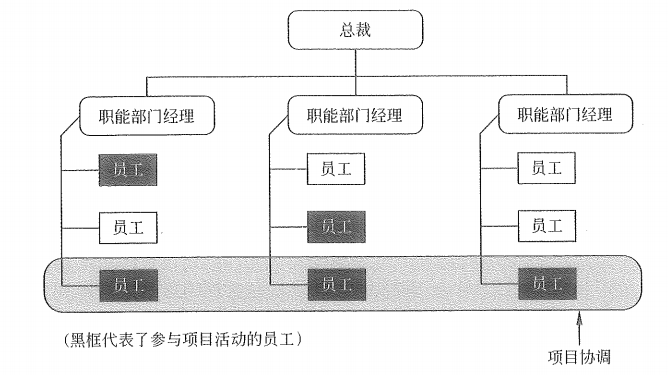 总裁
职能部门经理 职能部门经理 职能部门经理
员工 员工 员工
员工 员工 员工
员工 员工 员工
(黑框代表了参与项目活动的员工)
项目协调